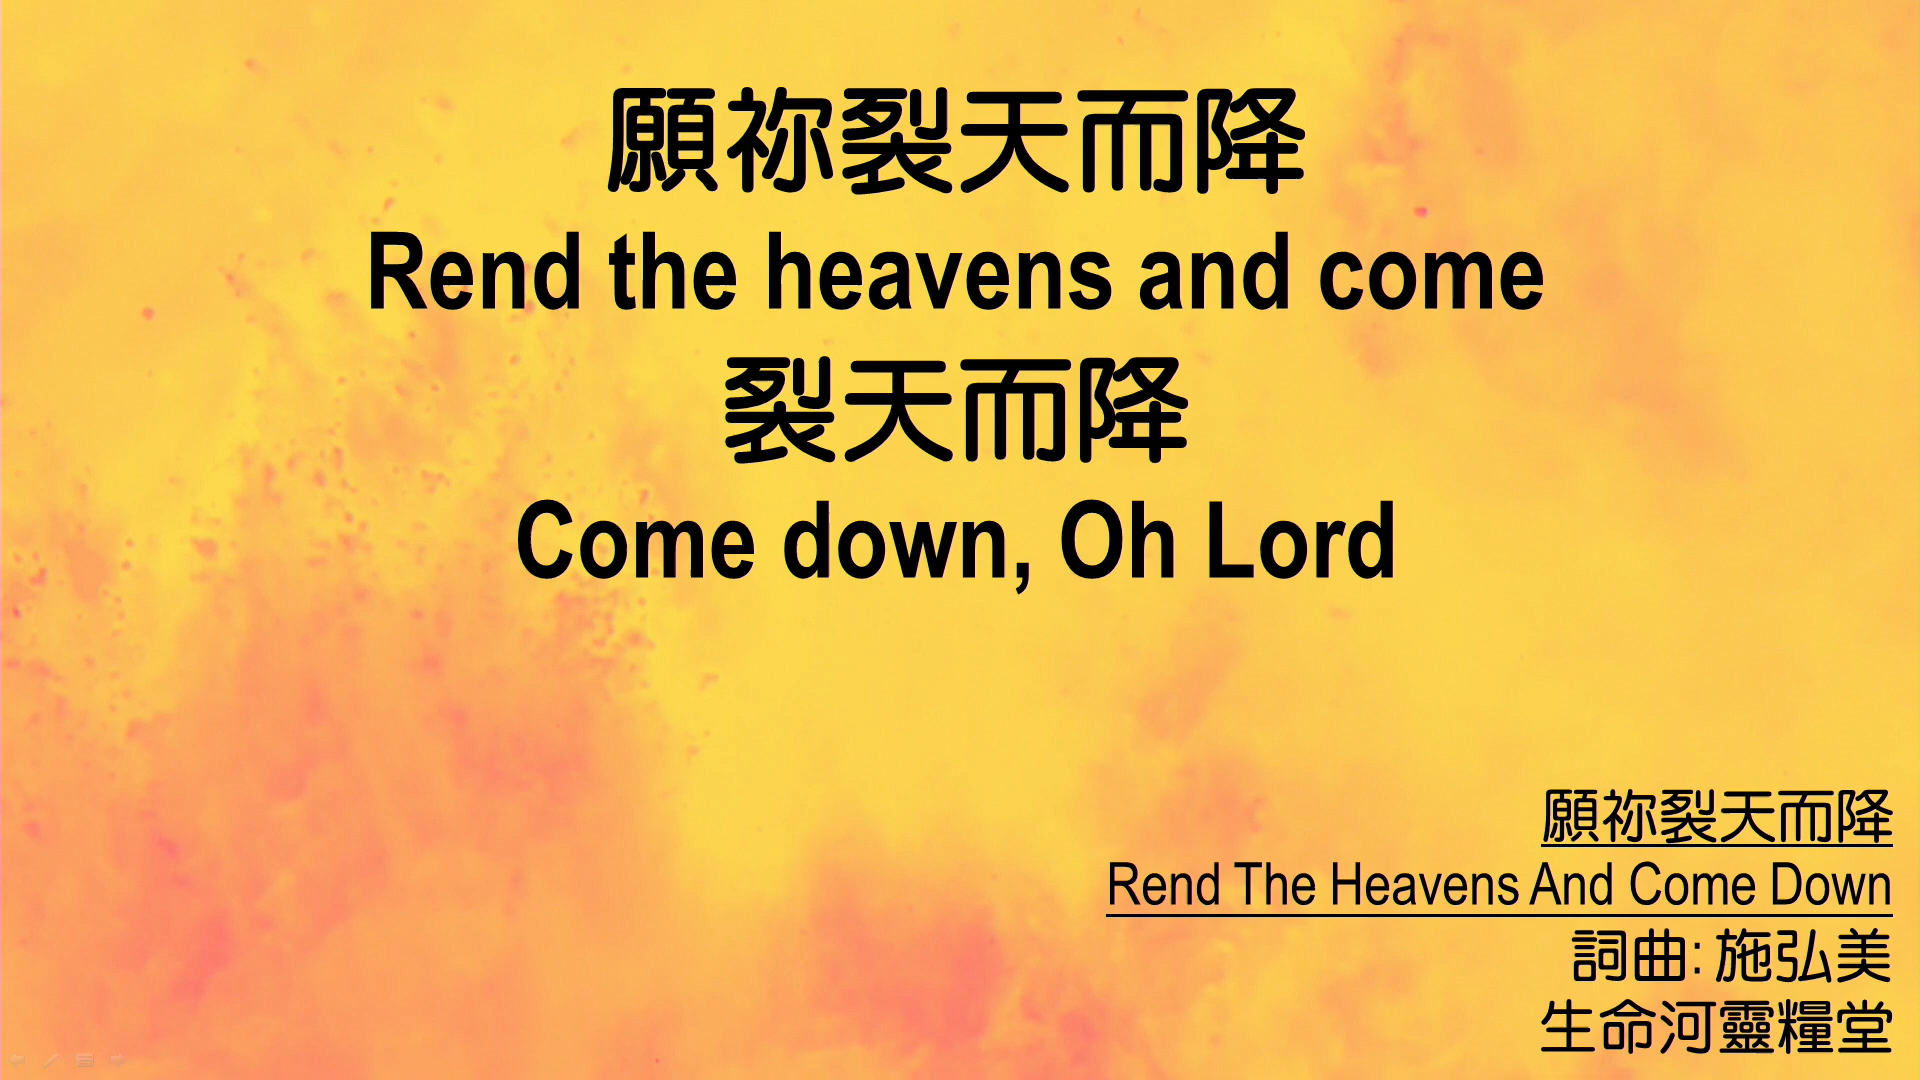 願祢裂天而降
Rend the heavens and come
裂天而降
Come down, Oh Lord
願祢裂天而降
Rend The Heavens And Come Down
詞曲: 施弘美
生命河靈糧堂